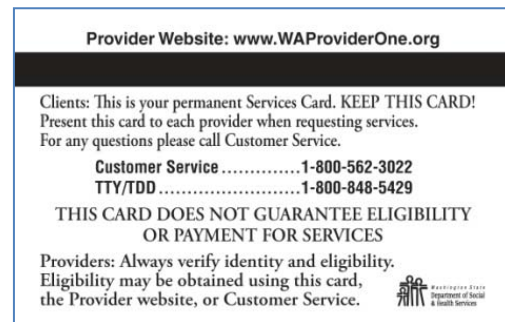 Provider Website: www.WAProviderOne.org
Clients: This is your permanent Services Card. KEEP THIS CARD!
Present this card to each provider when requesting services.
For any questions please call Customer Service.
Customer Service..............1-800-562-3022
TTY/TDD.........................1-800-848-5429
THIS CARD DOES NOT GUARANTEE ELIGIBILITY
OR PAYMENT FOR SERVICES
Providers: Always verify identity and eligibility.
Eligibility may be obtained using this card,
the Provider website, or Customer Service.
Washington State
Department of Social
& Health Services